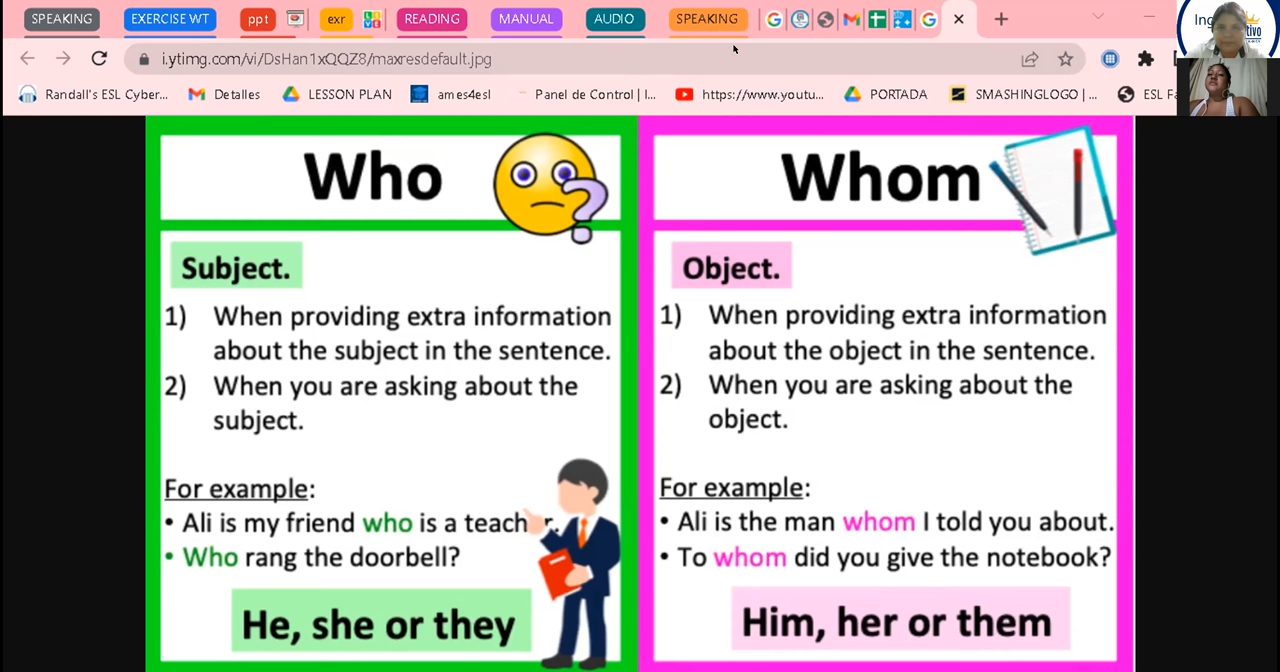 SPEAKING EXERCISE WT ppt exr READING MANUAL AUDIO SPEAKING
i.ytimg.com/vi/DsHan1xQQZ8/maxresdefault.jpg
Randall's ESL Cyber... Detalles LESSON PLAN ames4esl Panel de Control | I... https://www.youtu... PORTADA SMASHINGLOGO | ... ESL Fa
Who
Subject.
1) When providing extra information
about the subject in the sentence.
2) When you are asking about the
subject.
For example:
• Ali is my friend who is a teach r.
• Who rang the doorbell?
He, she or they
Whom
Object.
1) When providing extra information
about the object in the sentence.
2) When you are asking about the
object.
For example:
• Ali is the man whom I told you about.
• To whom did you give the notebook?
Him, her or them